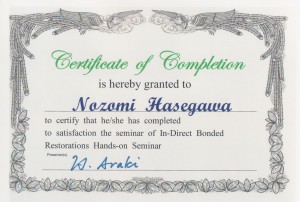 Certificate of Completion
is hereby granted to
Nozomi Hasegawa
to certify that he/she has completed
to satisfaction the seminar of In-Direct Bonded
Restorations Hands-on Seminar
Presented by:
H. Araki